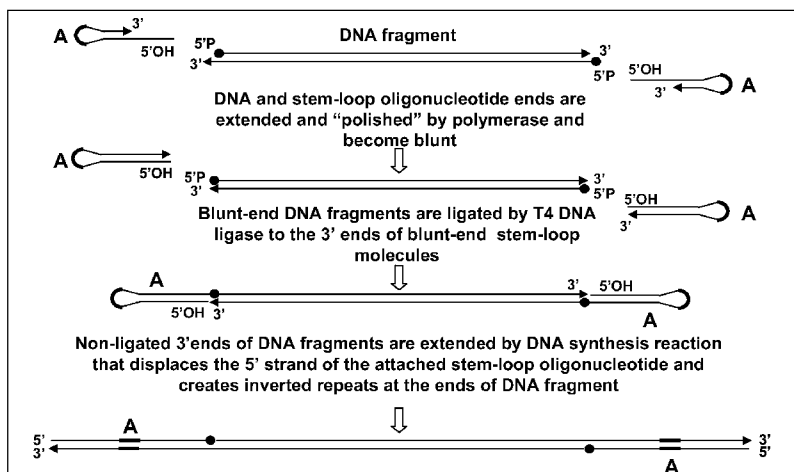 A
3'
5'OH
5'P
3'
DNA fragment
3'
5'P
5'OH
3'
A
DNA and stem-loop oligonucleotide ends are
extended and “polished” by polymerase and
become blunt
A
5'OH
5'P
3'
3'
5'P
5'OH
3'
A
Blunt-end DNA fragments are ligated by T4 DNA
ligase to the 3' ends of blunt-end stem-loop
molecules
A
5'OH
3'
3'
5'OH
A
Non-ligated 3'ends of DNA fragments are extended by DNA synthesis reaction
that displaces the 5' strand of the attached stem-loop oligonucleotide and
creates inverted repeats at the ends of DNA fragment
A
5'
3'
3'
5'
A